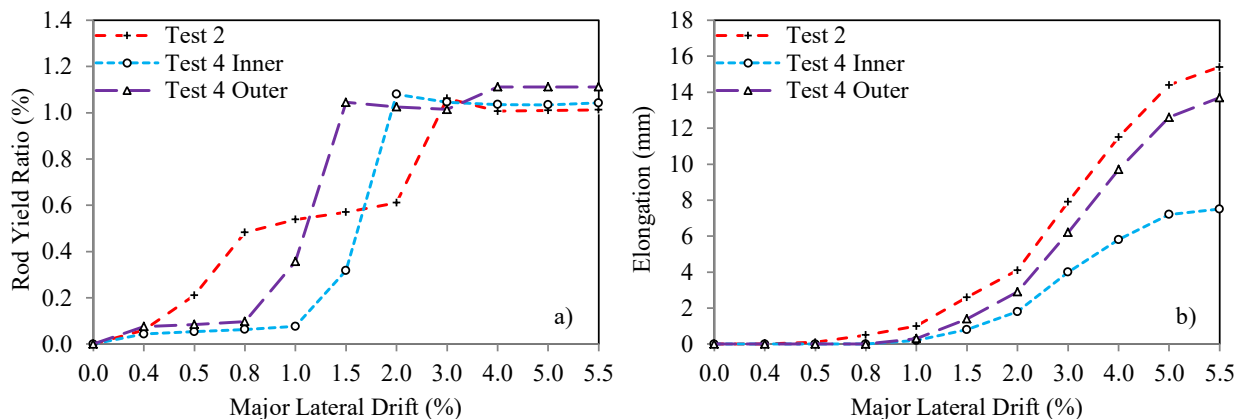 1.4
1.2
1.0
0.8
0.6
0.4
0.2
0.0
Rod Yield Ratio (%)
Test 2
Test 4 Inner
Test 4 Outer
a)
0.0 0.4 0.5 0.8 1.0 1.5 2.0 3.0 4.0 5.0 5.5
Major Lateral Drift (%)
18
16
14
12
10
8
6
4
2
0
Elongation (mm)
Test 2
Test 4 Inner
Test 4 Outer
b)
0.0 0.4 0.5 0.8 1.0 1.5 2.0 3.0 4.0 5.0 5.5
Major Lateral Drift (%)